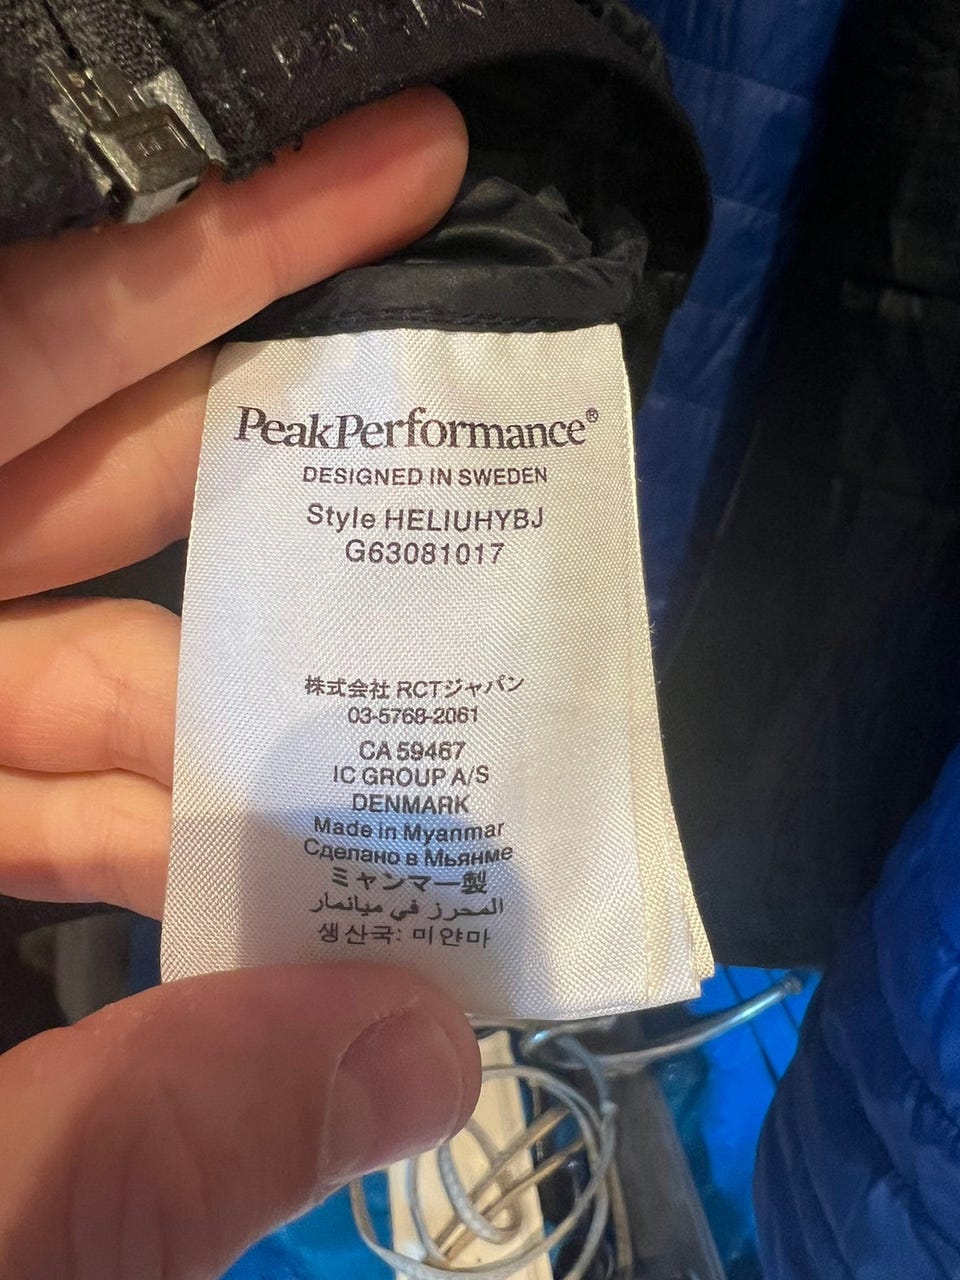 PeakPerformance®
DESIGNED IN SWEDEN
Style HELIUHYBJ
G63081017
株式会社 RCTジャパン
03-5768-2061
CA 59467
IC GROUP A/S
DENMARK
Made in Myanmar
Сделано в Мьянме
ミャンマー製
المحرز في ميانمار
생산국: 미얀마